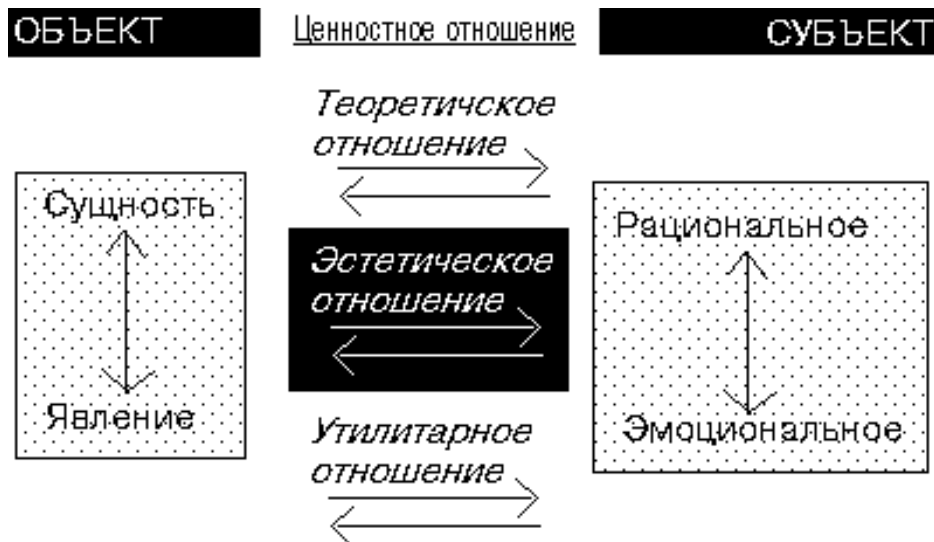 ОБЪЕКТ
Ценностное отношение
СУБЪЕКТ
Теоретичское
отношение
Сущность
Явление
Эстетическое
отношение
Рациональное
Эмоциональное
Утилитарное
отношение